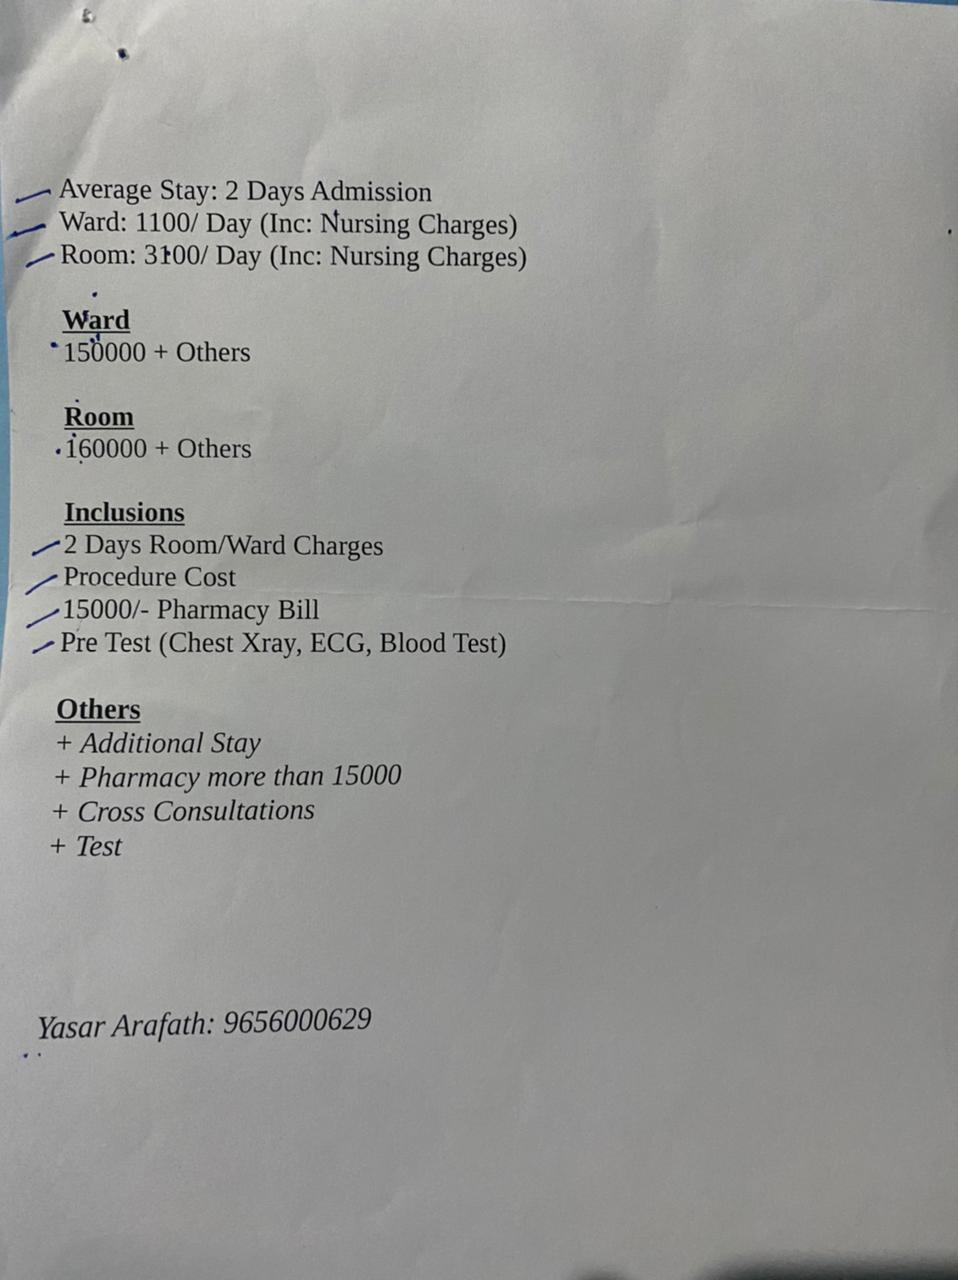 Average Stay: 2 Days Admission
Ward: 1100/ Day (Inc: Nursing Charges)
Room: 3100/ Day (Inc: Nursing Charges)
Ward
150000 + Others
Room
160000 + Others
Inclusions
2 Days Room/Ward Charges
Procedure Cost
15000/- Pharmacy Bill
Pre Test (Chest Xray, ECG, Blood Test)
Others
+ Additional Stay
+ Pharmacy more than 15000
+ Cross Consultations
+ Test
Yasar Arafath: 9656000629